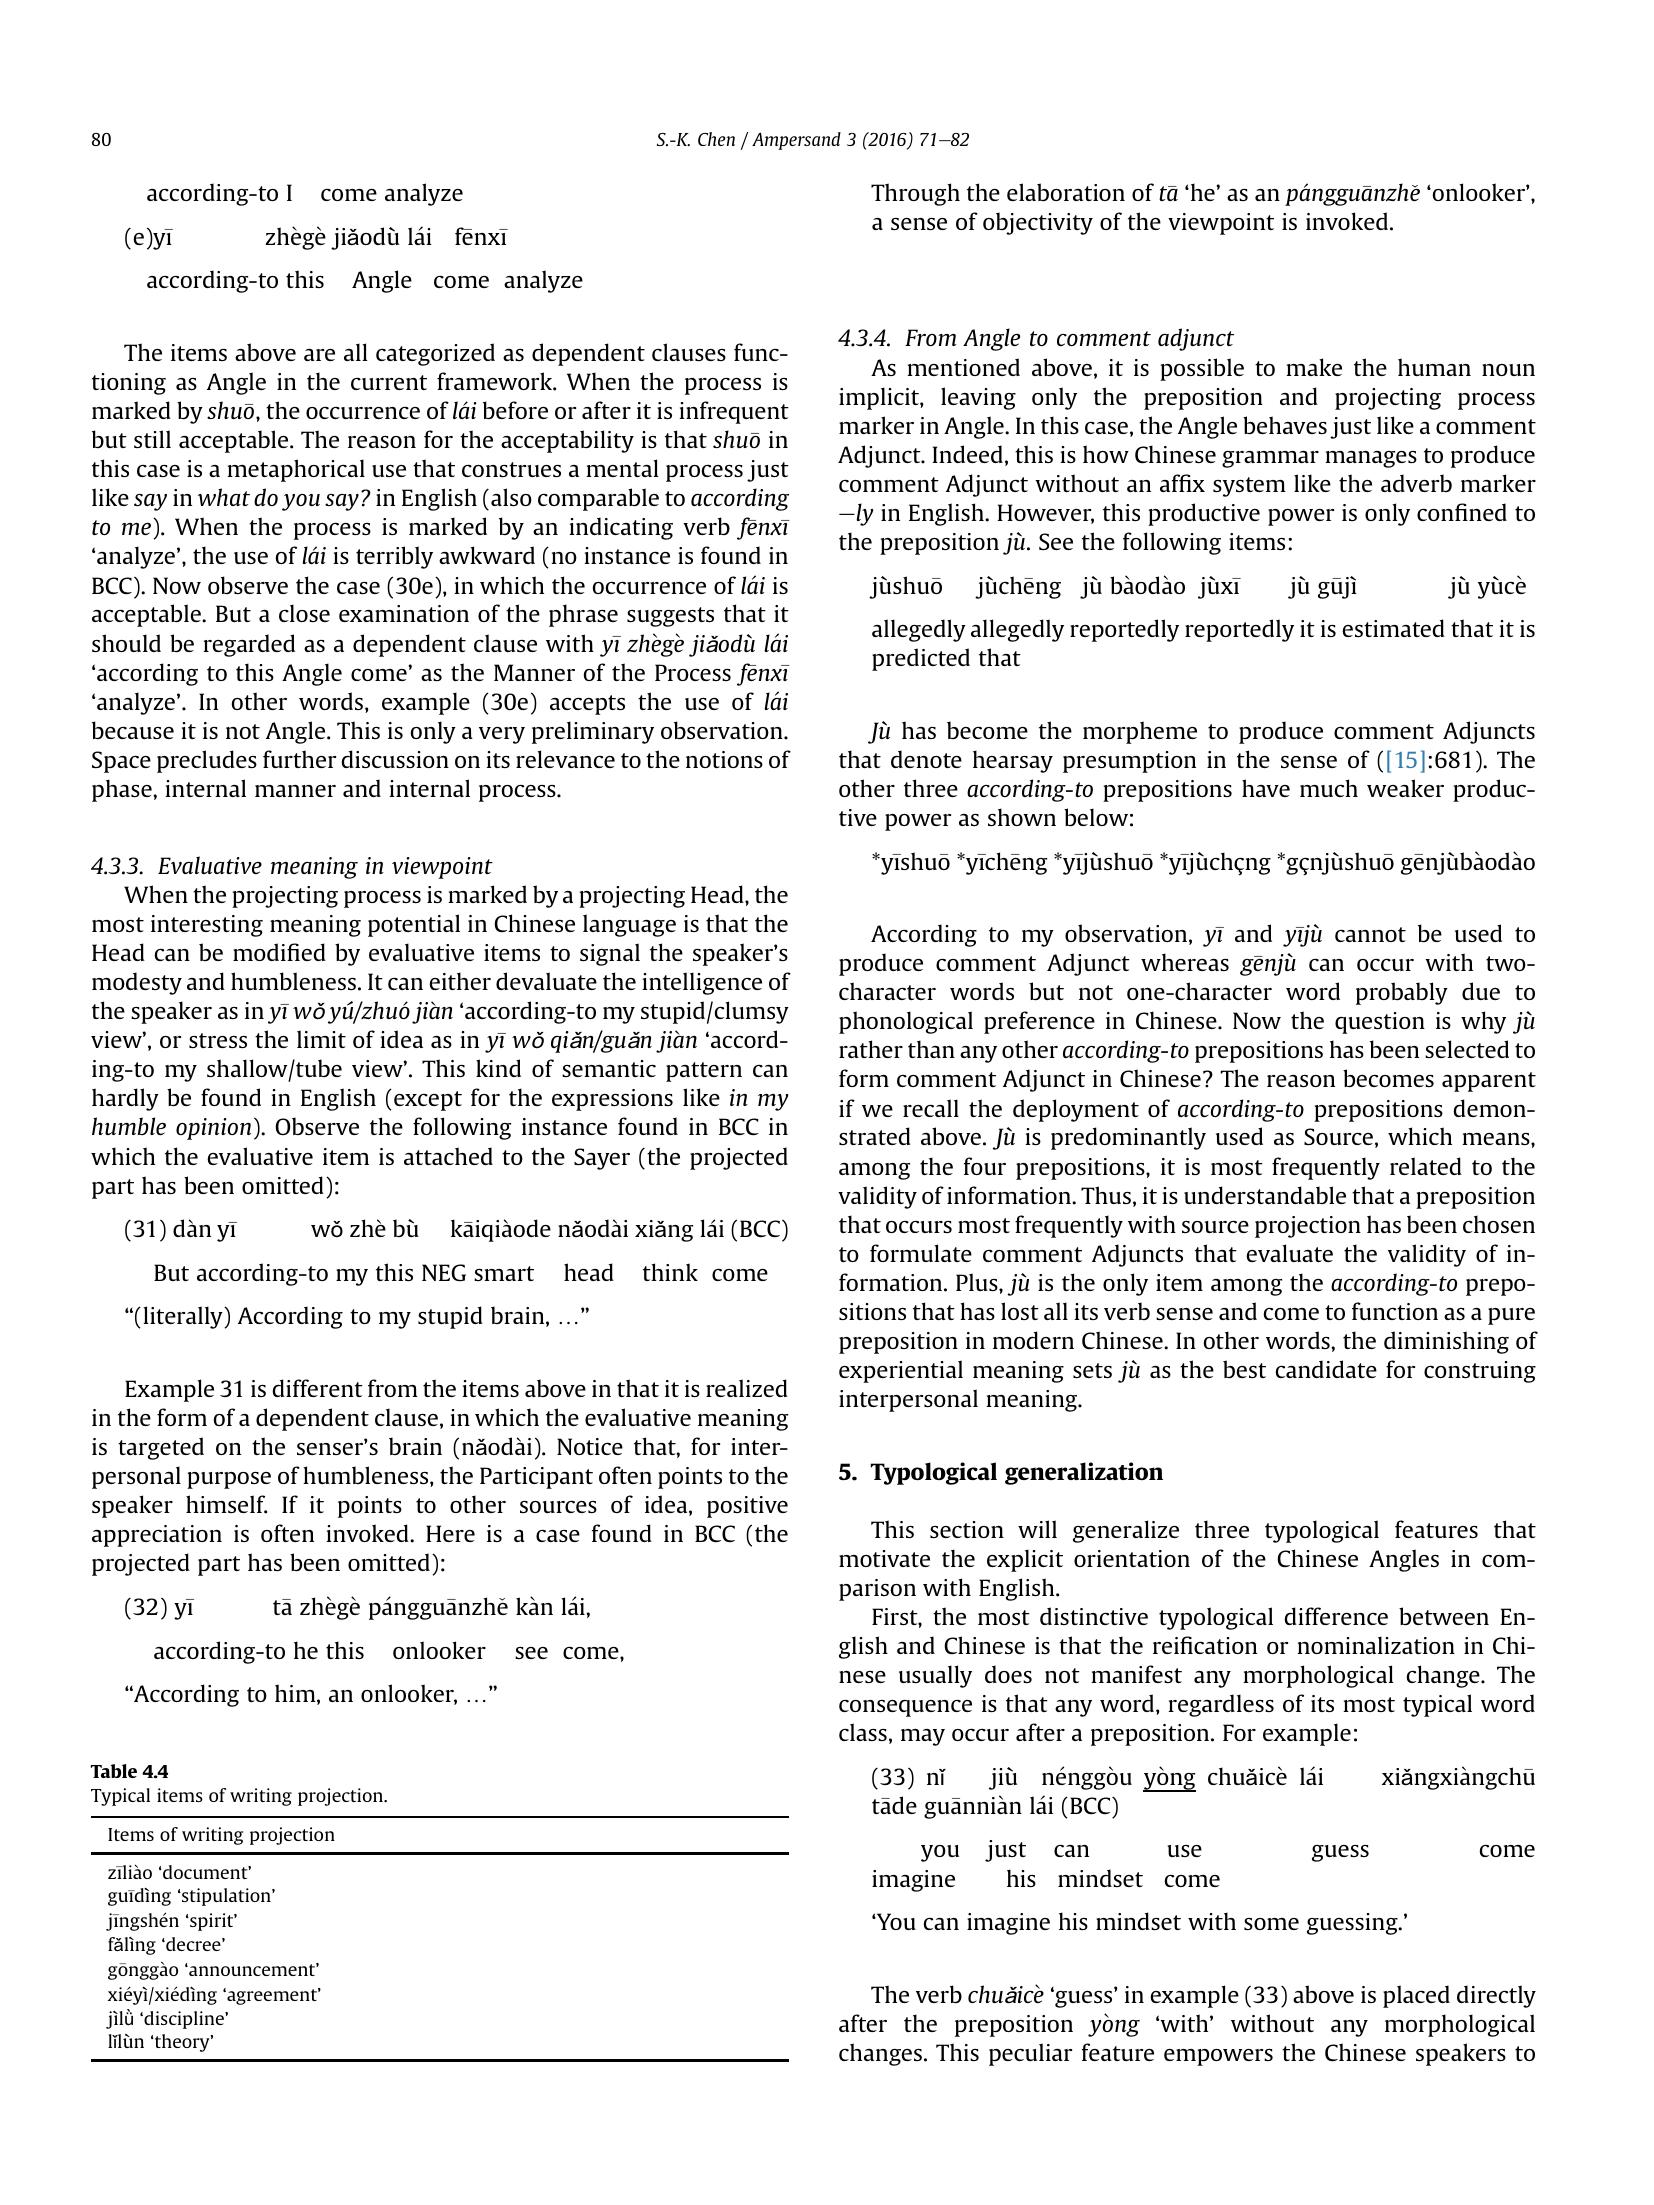 80
S.-K. Chen / Ampersand 3 (2016) 71–82
according-to I come analyze
(e)yī zhègè jiǎodù lái fēnxī
according-to this Angle come analyze
The items above are all categorized as dependent clauses func-
tioning as Angle in the current framework. When the process is
marked by shuō, the occurrence of lái before or after it is infrequent
but still acceptable. The reason for the acceptability is that shuō in
this case is a metaphorical use that construes a mental process just
like say in what do you say? in English (also comparable to according
to me). When the process is marked by an indicating verb fēnxī
‘analyze’, the use of lái is terribly awkward (no instance is found in
BCC). Now observe the case (30e), in which the occurrence of lái is
acceptable. But a close examination of the phrase suggests that it
should be regarded as a dependent clause with yī zhègè jiǎodù lái
‘according to this Angle come’ as the Manner of the Process fēnxī
‘analyze’. In other words, example (30e) accepts the use of lái
because it is not Angle. This is only a very preliminary observation.
Space precludes further discussion on its relevance to the notions of
phase, internal manner and internal process.
4.3.3. Evaluative meaning in viewpoint
When the projecting process is marked by a projecting Head, the
most interesting meaning potential in Chinese language is that the
Head can be modified by evaluative items to signal the speaker's
modesty and humbleness. It can either devaluate the intelligence of
the speaker as in yī wǒ yú/zhuó jiàn ‘according-to my stupid/clumsy
view’, or stress the limit of idea as in yī wǒ qiǎn/guǎn jiàn ‘accord-
ing-to my shallow/tube view’. This kind of semantic pattern can
hardly be found in English (except for the expressions like in my
humble opinion). Observe the following instance found in BCC in
which the evaluative item is attached to the Sayer (the projected
part has been omitted):
(31) dàn yī wǒ zhè bù kāiqiàode nǎodài xiǎng lái (BCC)
But according-to my this NEG smart head think come
“(literally) According to my stupid brain, …”
Example 31 is different from the items above in that it is realized
in the form of a dependent clause, in which the evaluative meaning
is targeted on the senser's brain (nǎodài). Notice that, for inter-
personal purpose of humbleness, the Participant often points to the
speaker himself. If it points to other sources of idea, positive
appreciation is often invoked. Here is a case found in BCC (the
projected part has been omitted):
(32) yī tā zhègè pángguānzhě kàn lái,
according-to he this onlooker see come,
“According to him, an onlooker, …”
Table 4.4
Typical items of writing projection.
Items of writing projection
zīliào ‘document’
guīdìng ‘stipulation’
jīngshén ‘spirit’
fǎlìng ‘decree’
gōnggào ‘announcement’
xiéyì/xiédìng ‘agreement’
jìlǜ ‘discipline’
lǐlùn ‘theory’
Through the elaboration of tā ‘he’ as an pángguānzhě ‘onlooker’,
a sense of objectivity of the viewpoint is invoked.
4.3.4. From Angle to comment adjunct
As mentioned above, it is possible to make the human noun
implicit, leaving only the preposition and projecting process
marker in Angle. In this case, the Angle behaves just like a comment
Adjunct. Indeed, this is how Chinese grammar manages to produce
comment Adjunct without an affix system like the adverb marker
–ly in English. However, this productive power is only confined to
the preposition jù. See the following items:
jùshuō jùchēng jù bàodào jùxī jù gūjì jù yùcè
allegedly allegedly reportedly reportedly it is estimated that it is
predicted that
Jù has become the morpheme to produce comment Adjuncts
that denote hearsay presumption in the sense of ([15]:681). The
other three according-to prepositions have much weaker produc-
tive power as shown below:
*yīshuō *yīchēng *yījùshuō *yījùchçng *gçnjùshuō gēnjùbàodào
According to my observation, yī and yījù cannot be used to
produce comment Adjunct whereas gēnjù can occur with two-
character words but not one-character word probably due to
phonological preference in Chinese. Now the question is why jù
rather than any other according-to prepositions has been selected to
form comment Adjunct in Chinese? The reason becomes apparent
if we recall the deployment of according-to prepositions demon-
strated above. Jù is predominantly used as Source, which means,
among the four prepositions, it is most frequently related to the
validity of information. Thus, it is understandable that a preposition
that occurs most frequently with source projection has been chosen
to formulate comment Adjuncts that evaluate the validity of in-
formation. Plus, jù is the only item among the according-to prepo-
sitions that has lost all its verb sense and come to function as a pure
preposition in modern Chinese. In other words, the diminishing of
experiential meaning sets jù as the best candidate for construing
interpersonal meaning.
5. Typological generalization
This section will generalize three typological features that
motivate the explicit orientation of the Chinese Angles in com-
parison with English.
First, the most distinctive typological difference between En-
glish and Chinese is that the reification or nominalization in Chi-
nese usually does not manifest any morphological change. The
consequence is that any word, regardless of its most typical word
class, may occur after a preposition. For example:
(33) nǐ jiù nénggòu yòng chuǎicè lái xiǎngxiàngchū
tāde guānniàn lái (BCC)
you just can use guess come
imagine his mindset come
‘You can imagine his mindset with some guessing.’
The verb chuǎicè ‘guess’ in example (33) above is placed directly
after the preposition yòng ‘with’ without any morphological
changes. This peculiar feature empowers the Chinese speakers to